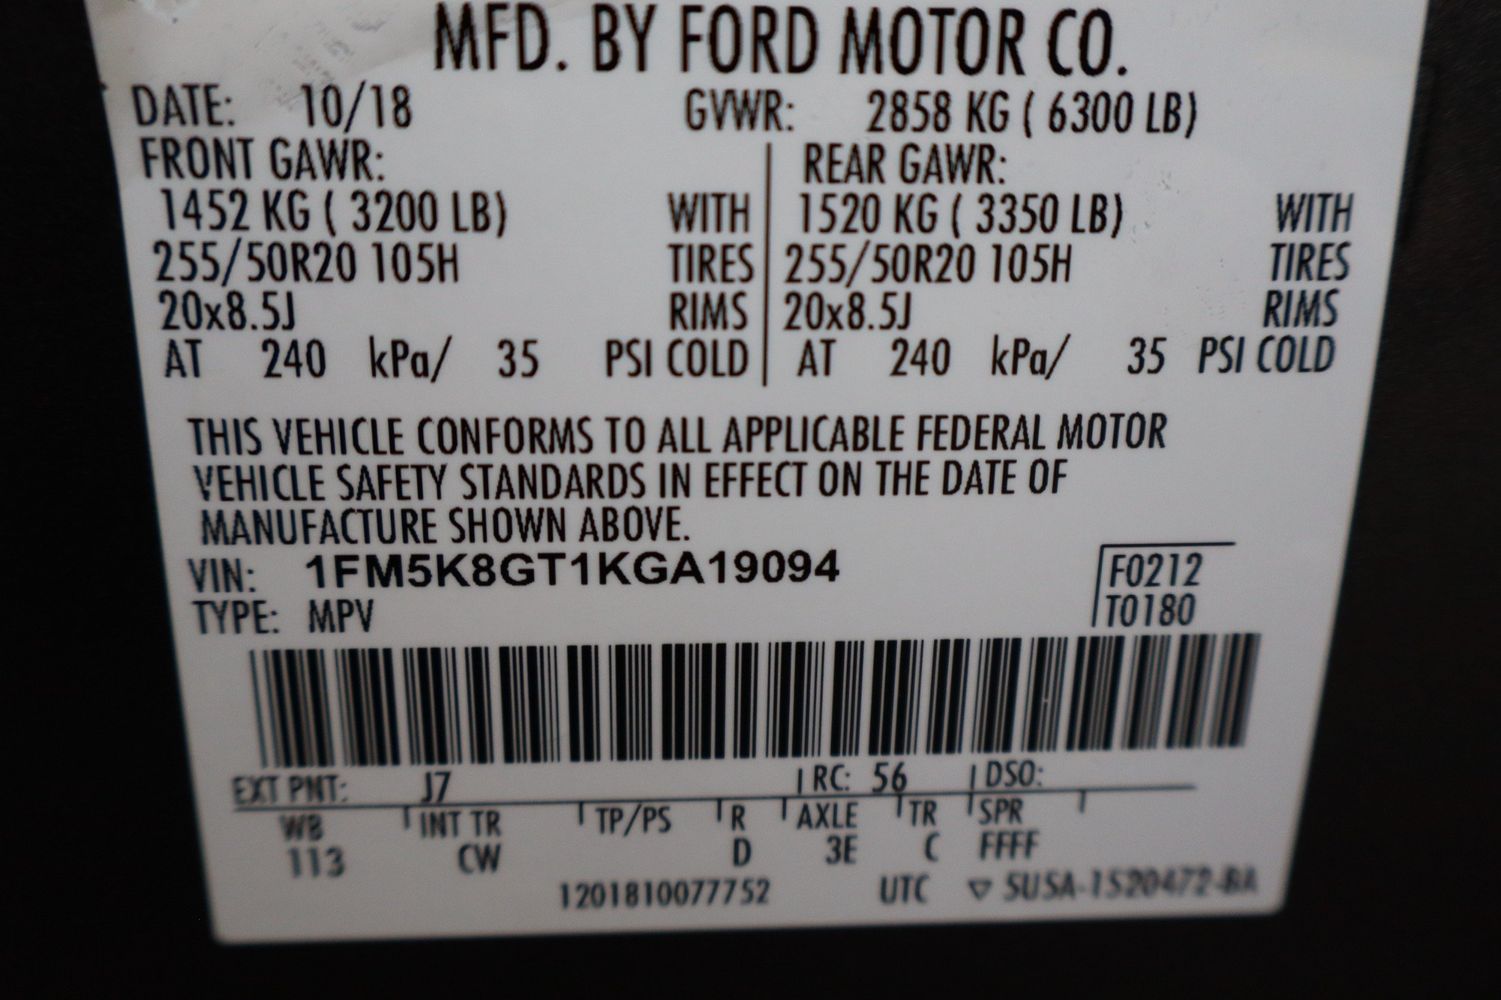 MFD. BY FORD MOTOR CO.
DATE: 10/18 GVWR: 2858 KG ( 6300 LB)
FRONT GAWR: REAR GAWR:
1452 KG ( 3200 LB) WITH 1520 KG ( 3350 LB) WITH
255/50R20 105H TIRES 255/50R20 105H TIRES
20x8.5J RIMS 20x8.5J RIMS
AT 240 kPa/ 35 PSI COLD AT 240 kPa/ 35 PSI COLD
THIS VEHICLE CONFORMS TO ALL APPLICABLE FEDERAL MOTOR
VEHICLE SAFETY STANDARDS IN EFFECT ON THE DATE OF
MANUFACTURE SHOWN ABOVE.
VIN: 1FM5K8GT1KGA19094 F0212
TYPE: MPV T0180
EXT PNT: J7 RC: 56 DSO:
WB INT TR TP/PS R AXLE TR SPR
113 CW D 3E C FFFF
1201810077752 UTC ▽ SUSA-1520472-BA